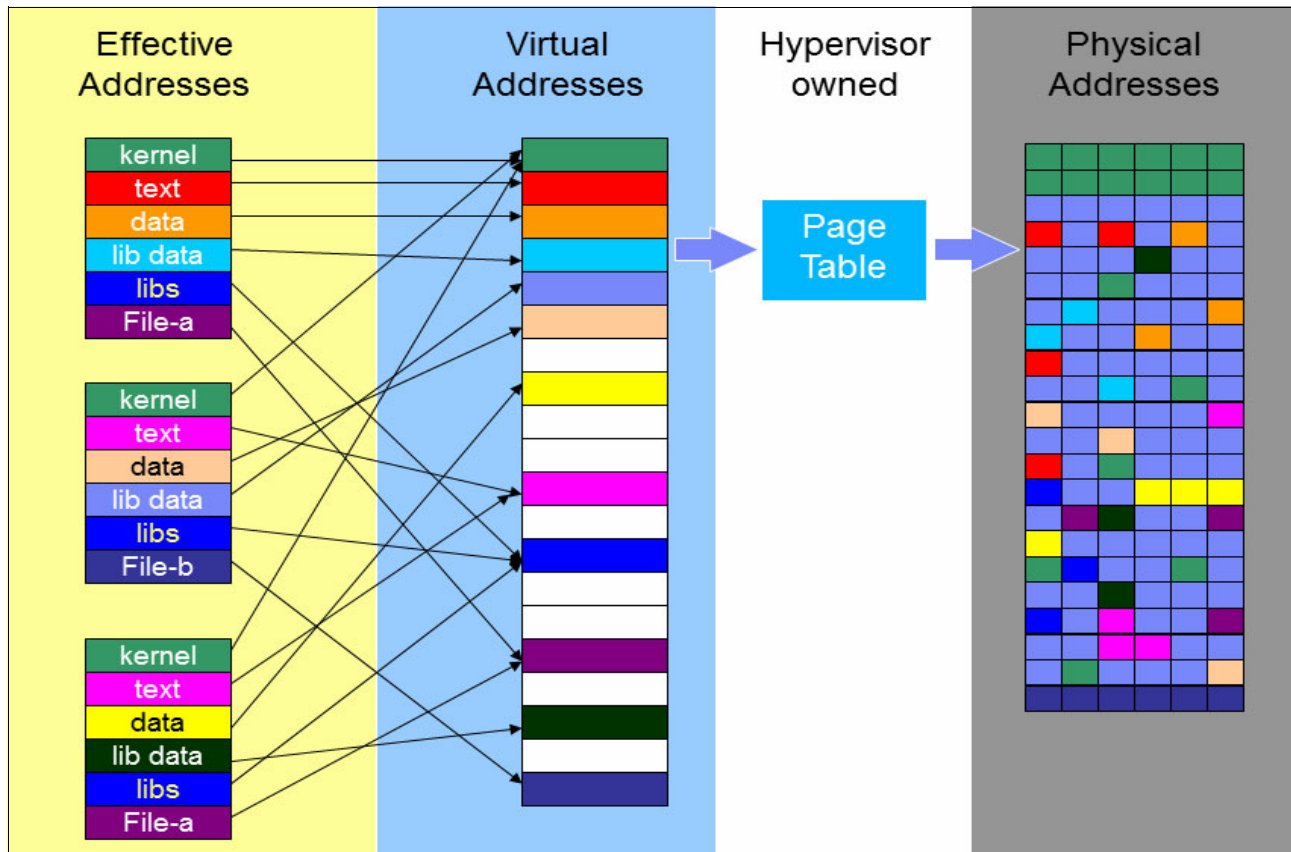 Effective
Addresses
Virtual
Addresses
Hypervisor
owned
Physical
Addresses
kernel
text
data
lib data
libs
File-a
kernel
text
data
lib data
libs
File-b
kernel
text
data
lib data
libs
File-a
Page
Table